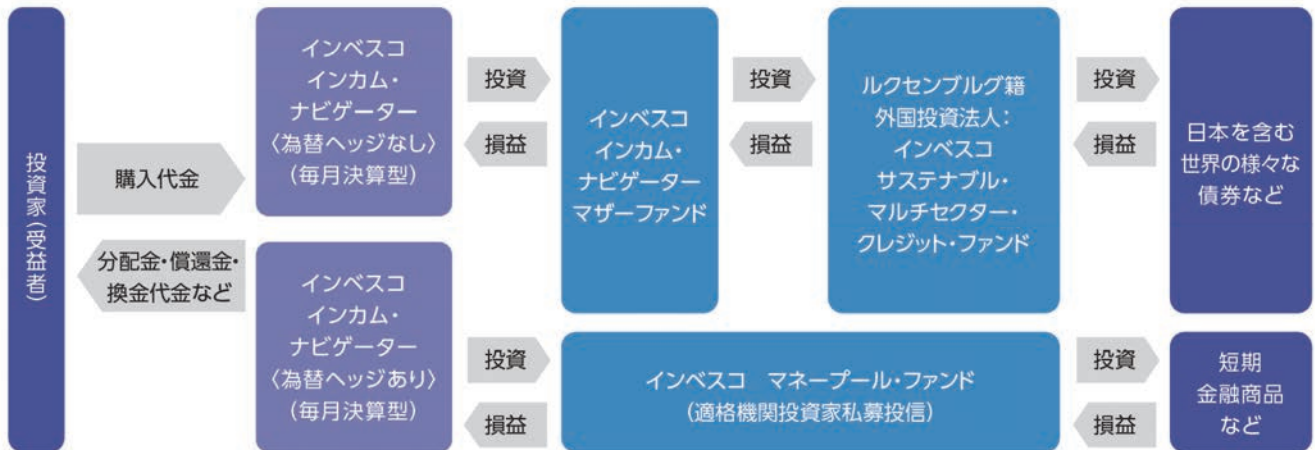 投資家（受益者）
購入代金
分配金・償還金・
換金代金など
インベスコ
インカム・
ナビゲーター
〈為替ヘッジなし〉
（毎月決算型）
インベスコ
インカム・
ナビゲーター
〈為替ヘッジあり〉
（毎月決算型）
投資
損益
インベスコ
インカム・
ナビゲーター
マザーファンド
投資
損益
ルクセンブルグ籍
外国投資法人：
インベスコ
サステナブル・
マルチセクター・
クレジット・ファンド
投資
損益
日本を含む
世界の様々な
債券など
投資
損益
インベスコ　マネープール・ファンド
（適格機関投資家私募投信）
投資
損益
短期
金融商品
など